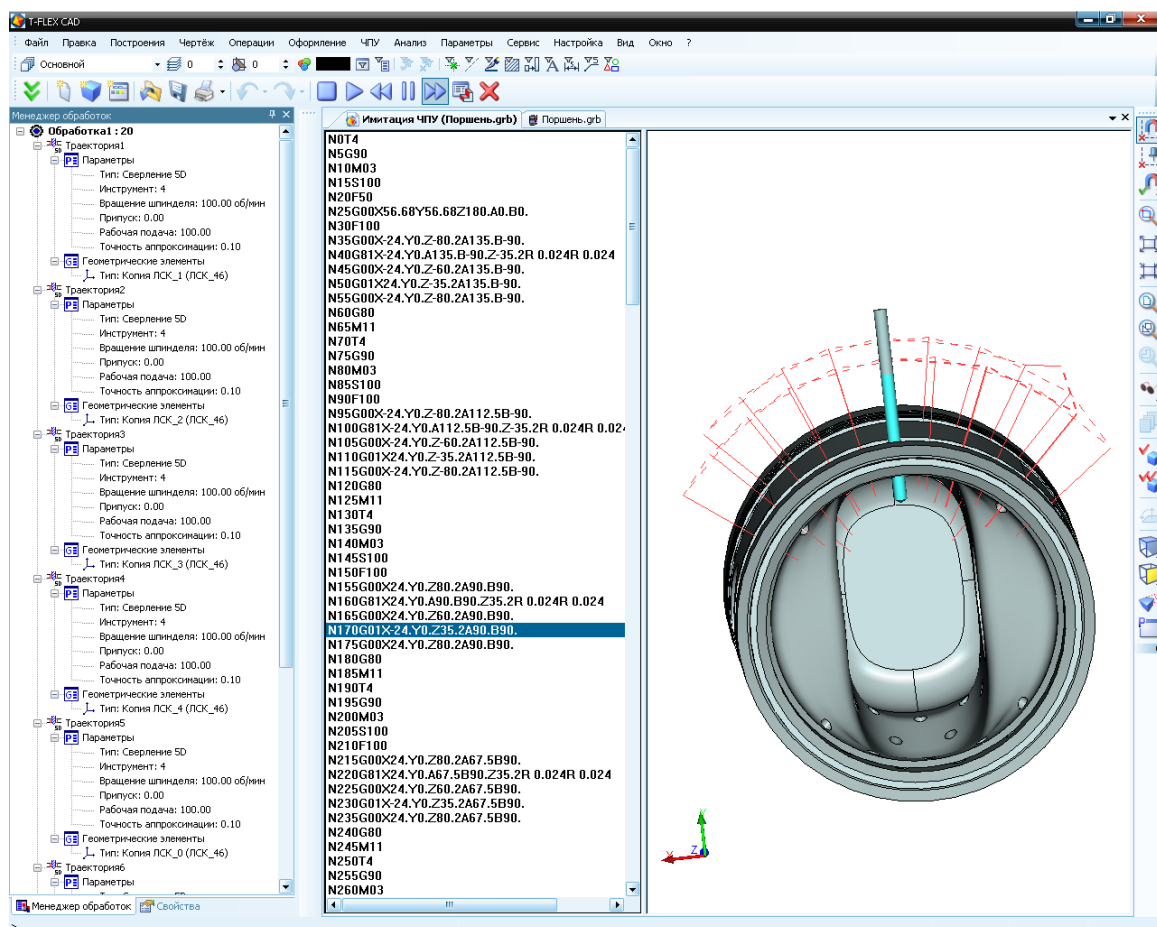 T-FLEX CAD
Файл Правка Построения Чертёж Операции Оформление ЧПУ Анализ Параметры Сервис Настройка Вид Окно ?
Основной 0 0
Менеджер обработок
Имитация ЧПУ (Поршень.grb) Поршень.grb
Обработка1 : 20
Траектория1
Параметры
Тип: Сверление 5D
Инструмент: 4
Вращение шпинделя: 100.00 об/мин
Припуск: 0.00
Рабочая подача: 100.00
Точность аппроксимации: 0.10
Геометрические элементы
Тип: Копия ЛСК_1 (ЛСК_46)
Траектория2
Параметры
Тип: Сверление 5D
Инструмент: 4
Вращение шпинделя: 100.00 об/мин
Припуск: 0.00
Рабочая подача: 100.00
Точность аппроксимации: 0.10
Геометрические элементы
Тип: Копия ЛСК_2 (ЛСК_46)
Траектория3
Параметры
Тип: Сверление 5D
Инструмент: 4
Вращение шпинделя: 100.00 об/мин
Припуск: 0.00
Рабочая подача: 100.00
Точность аппроксимации: 0.10
Геометрические элементы
Тип: Копия ЛСК_3 (ЛСК_46)
Траектория4
Параметры
Тип: Сверление 5D
Инструмент: 4
Вращение шпинделя: 100.00 об/мин
Припуск: 0.00
Рабочая подача: 100.00
Точность аппроксимации: 0.10
Геометрические элементы
Тип: Копия ЛСК_4 (ЛСК_46)
Траектория5
Параметры
Тип: Сверление 5D
Инструмент: 4
Вращение шпинделя: 100.00 об/мин
Припуск: 0.00
Рабочая подача: 100.00
Точность аппроксимации: 0.10
Геометрические элементы
Тип: Копия ЛСК_0 (ЛСК_46)
Траектория6
Параметры
Менеджер обработок Свойства
N0T4
N5G90
N10M03
N15S100
N20F50
N25G00X56.68Y56.68Z180.A0.B0.
N30F100
N35G00X-24.Y0.Z-80.2A135.B-90.
N40G81X-24.Y0.A135.B-90.Z-35.2R 0.024R 0.024
N45G00X-24.Y0.Z-60.2A135.B-90.
N50G01X24.Y0.Z-35.2A135.B-90.
N55G00X-24.Y0.Z-80.2A135.B-90.
N60G80
N65M11
N70T4
N75G90
N80M03
N85S100
N90F100
N95G00X-24.Y0.Z-80.2A112.5B-90.
N100G81X-24.Y0.A112.5B-90.Z-35.2R 0.024R 0.02
N105G00X-24.Y0.Z-60.2A112.5B-90.
N110G01X24.Y0.Z-35.2A112.5B-90.
N115G00X-24.Y0.Z-80.2A112.5B-90.
N120G80
N125M11
N130T4
N135G90
N140M03
N145S100
N150F100
N155G00X24.Y0.Z80.2A90.B90.
N160G81X24.Y0.A90.B90.Z35.2R 0.024R 0.024
N165G00X24.Y0.Z60.2A90.B90.
N170G01X-24.Y0.Z35.2A90.B90.
N175G00X24.Y0.Z80.2A90.B90.
N180G80
N185M11
N190T4
N195G90
N200M03
N205S100
N210F100
N215G00X24.Y0.Z80.2A67.5B90.
N220G81X24.Y0.A67.5B90.Z35.2R 0.024R 0.024
N225G00X24.Y0.Z60.2A67.5B90.
N230G01X-24.Y0.Z35.2A67.5B90.
N235G00X24.Y0.Z80.2A67.5B90.
N240G80
N245M11
N250T4
N255G90
N260M03
Y
X
Z